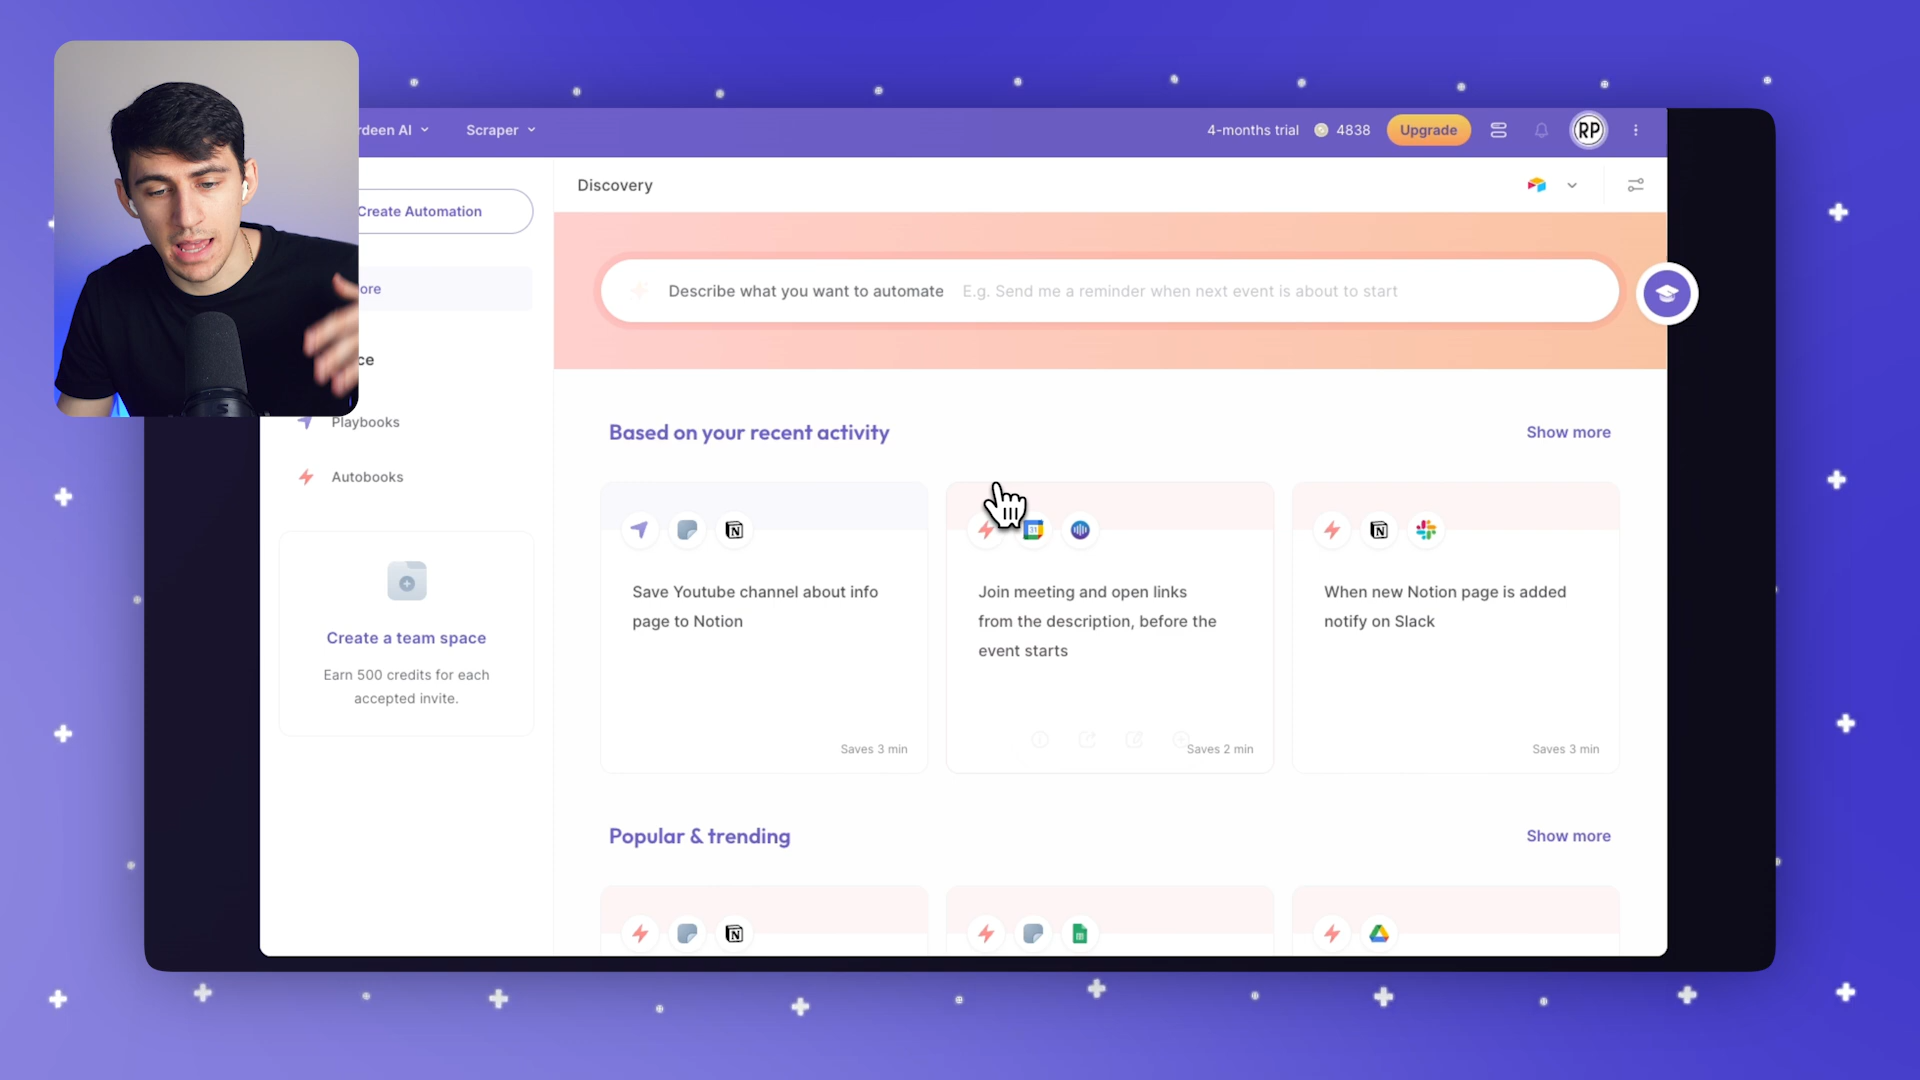 rdeen AI
Scraper
4-months trial
4838
Upgrade
RP
Create Automation
Discovery
ore
Describe what you want to automate
E.g. Send me a reminder when next event is about to start
ce
Playbooks
Autobooks
Based on your recent activity
Show more
Save Youtube channel about info
page to Notion
Saves 3 min
31
Join meeting and open links
from the description, before the
event starts
Saves 2 min
When new Notion page is added
notify on Slack
Saves 3 min
Create a team space
Earn 500 credits for each
accepted invite.
Popular & trending
Show more